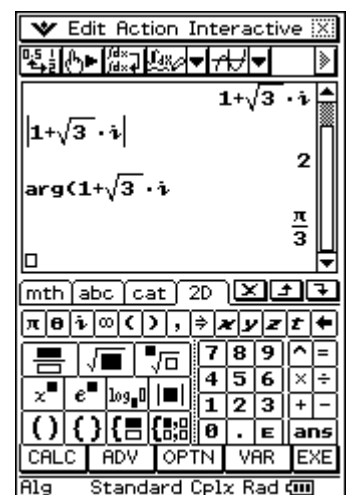 Edit Action Interactive
1+√3 ·i
|1+√3 ·i|
2
arg(1+√3 ·i
π/3
mth abc cat 2D
π θ i ∞ ( ) , ⇒ x y z t ←
√■ ■√□ 7 8 9 ^ =
x■ e■ log■□ |■| 4 5 6 × ÷
1 2 3 + −
( ) { } 0 . E ans
CALC ADV OPTN VAR EXE
Alg Standard Cplx Rad